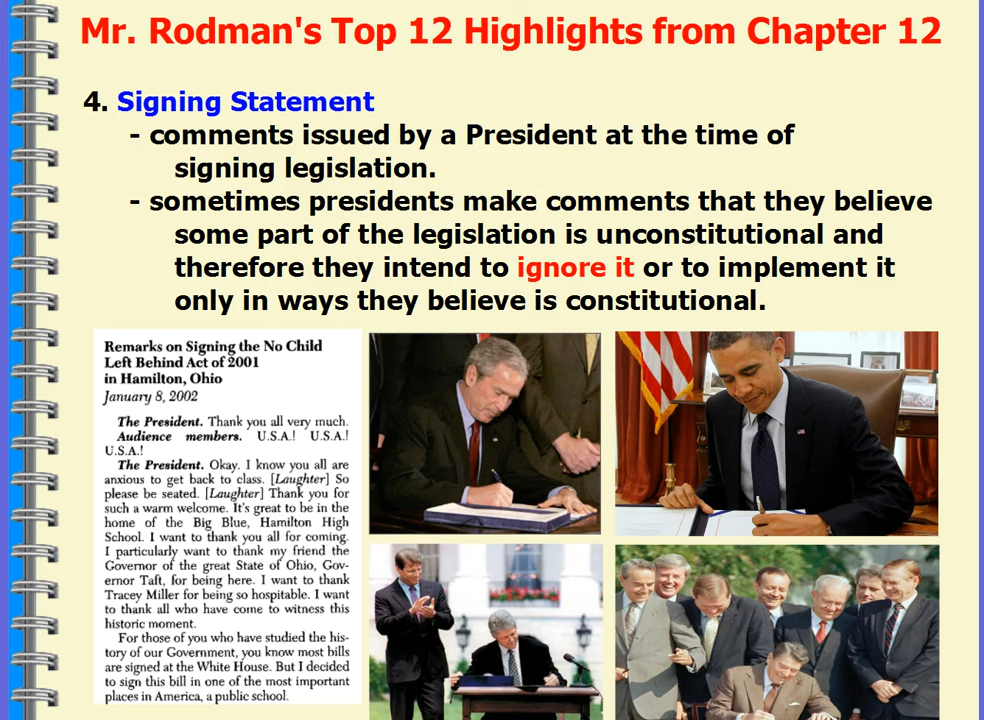 Mr. Rodman's Top 12 Highlights from Chapter 12
4. Signing Statement
- comments issued by a President at the time of
signing legislation.
- sometimes presidents make comments that they believe
some part of the legislation is unconstitutional and
therefore they intend to ignore it or to implement it
only in ways they believe is constitutional.
Remarks on Signing the No Child
Left Behind Act of 2001
in Hamilton, Ohio
January 8, 2002
The President. Thank you all very much.
Audience members. U.S.A.! U.S.A.!
U.S.A.!
The President. Okay. I know you all are
anxious to get back to class. [Laughter] So
please be seated. [Laughter] Thank you for
such a warm welcome. It's great to be in the
home of the Big Blue, Hamilton High
School. I want to thank you all for coming.
I particularly want to thank my friend the
Governor of the great State of Ohio, Gov-
ernor Taft, for being here. I want to thank
Tracey Miller for being so hospitable. I want
to thank all who have come to witness this
historic moment.
For those of you who have studied the his-
tory of our Government, you know most bills
are signed at the White House. But I decided
to sign this bill in one of the most important
places in America, a public school.